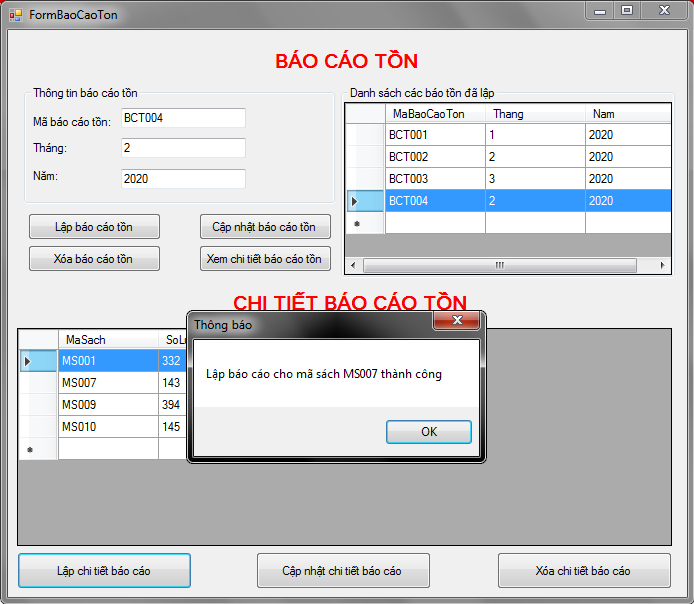 FormBaoCaoTon
BÁO CÁO TỒN
Thông tin báo cáo tồn
Mã báo cáo tồn: BCT004
Tháng: 2
Năm: 2020
Lập báo cáo tồn Cập nhật báo cáo tồn
Xóa báo cáo tồn Xem chi tiết báo cáo tồn
Danh sách các báo tồn đã lập
MaBaoCaoTon Thang Nam
BCT001 1 2020
BCT002 2 2020
BCT003 3 2020
BCT004 2 2020
CHI TIẾT BÁO CÁO TỒN
MaSach
MS001 332
MS007 143
MS009 394
MS010 145
Thông báo
Lập báo cáo cho mã sách MS007 thành công
OK
Lập chi tiết báo cáo Cập nhật chi tiết báo cáo Xóa chi tiết báo cáo